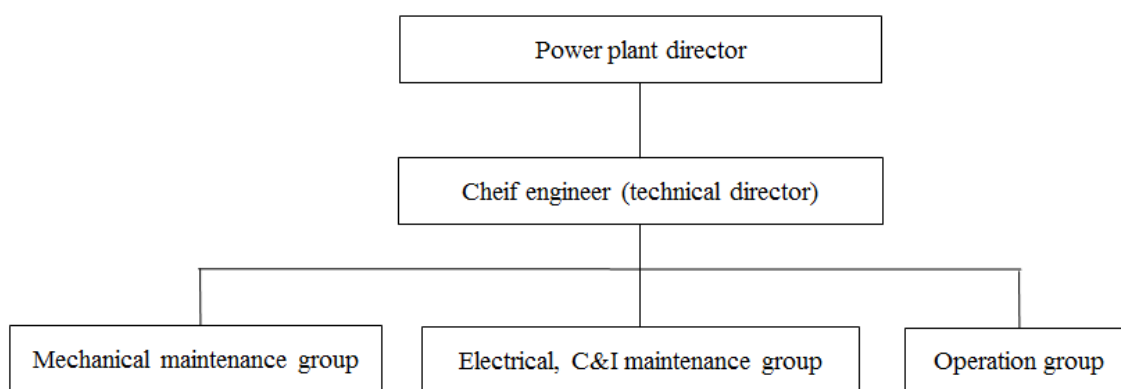 Power plant director
Cheif engineer (technical director)
Mechanical maintenance group
Electrical, C&I maintenance group
Operation group